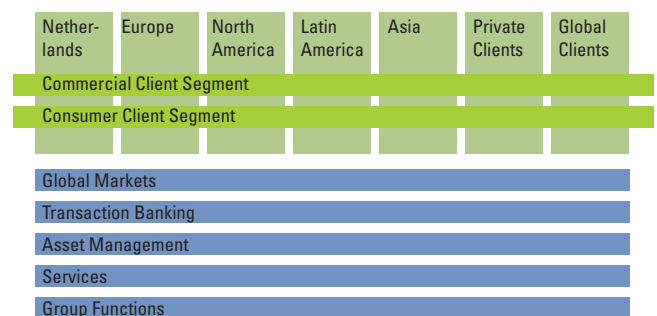 Nether- Europe North Latin Asia Private Global
lands America America Clients Clients
Commercial Client Segment
Consumer Client Segment
Global Markets
Transaction Banking
Asset Management
Services
Group Functions